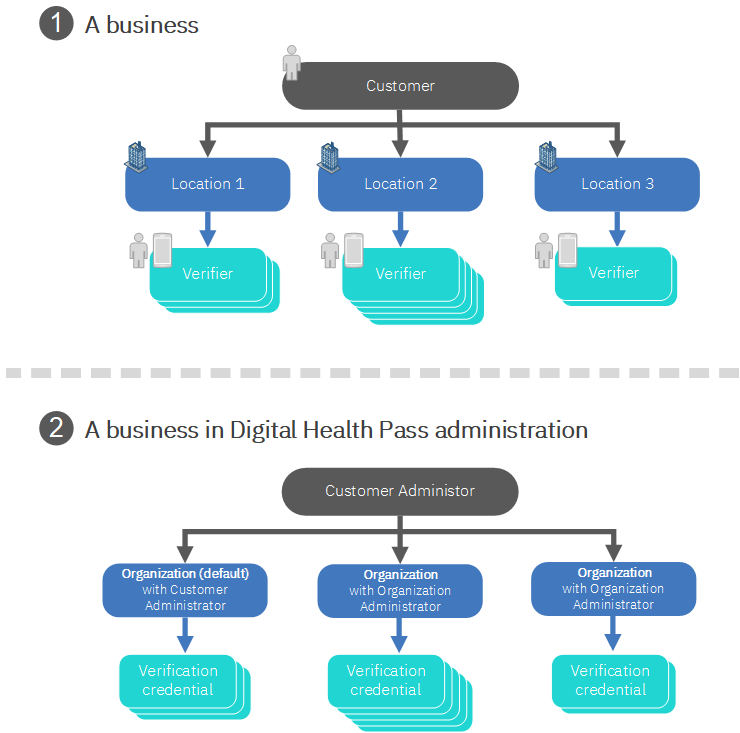 1 A business
Customer
Location 1
Location 2
Location 3
Verifier
Verifier
Verifier
2 A business in Digital Health Pass administration
Customer Administor
Organization (default)
with Customer
Administrator
Organization
with Organization
Administrator
Organization
with Organization
Administrator
Verification
credential
Verification
credential
Verification
credential